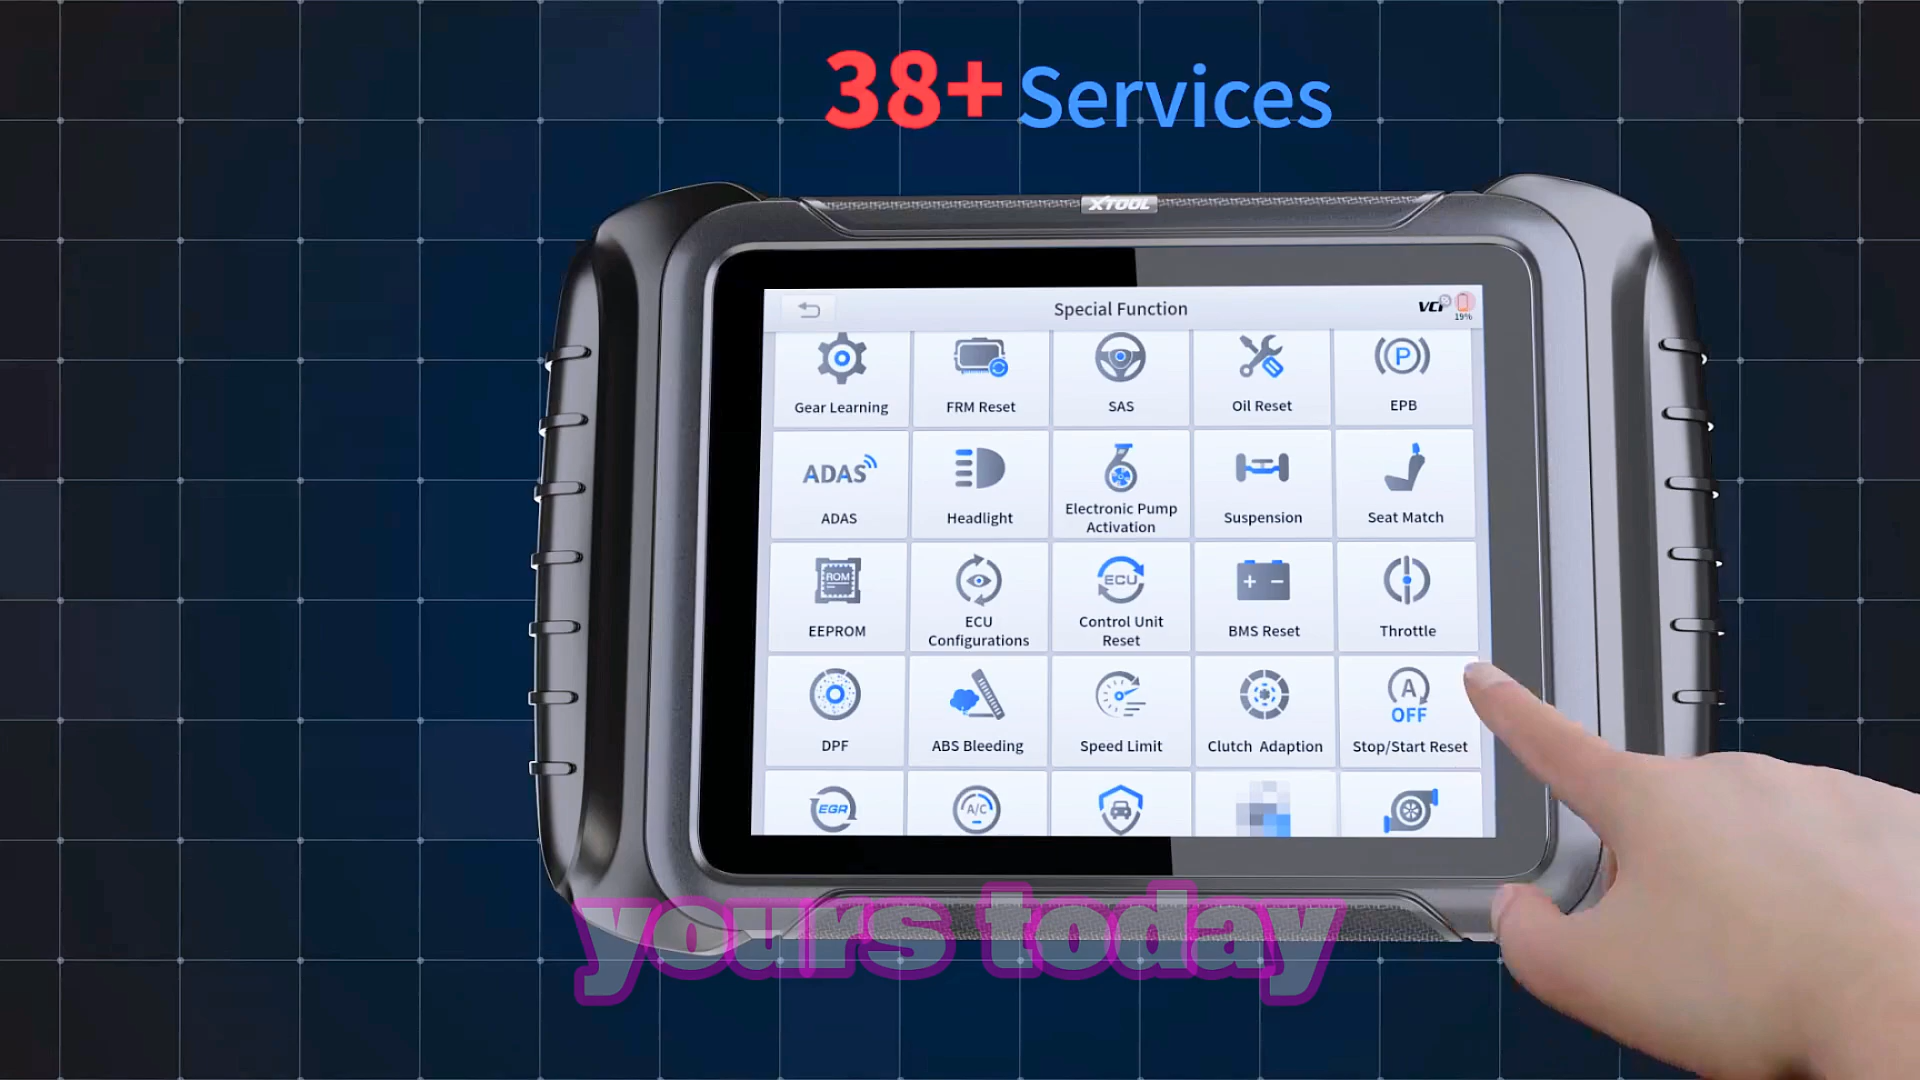 38+ Services
XTOOL
Special Function
VCI
19%
Gear Learning
FRM Reset
SAS
Oil Reset
P
EPB
ADAS
ADAS
Headlight
Electronic Pump
Activation
Suspension
Seat Match
ROM
EEPROM
ECU
Configurations
ECU
Control Unit
Reset
+ -
BMS Reset
Throttle
DPF
ABS Bleeding
Speed Limit
Clutch Adaption
A
OFF
Stop/Start Reset
EGR
A/C
yours today